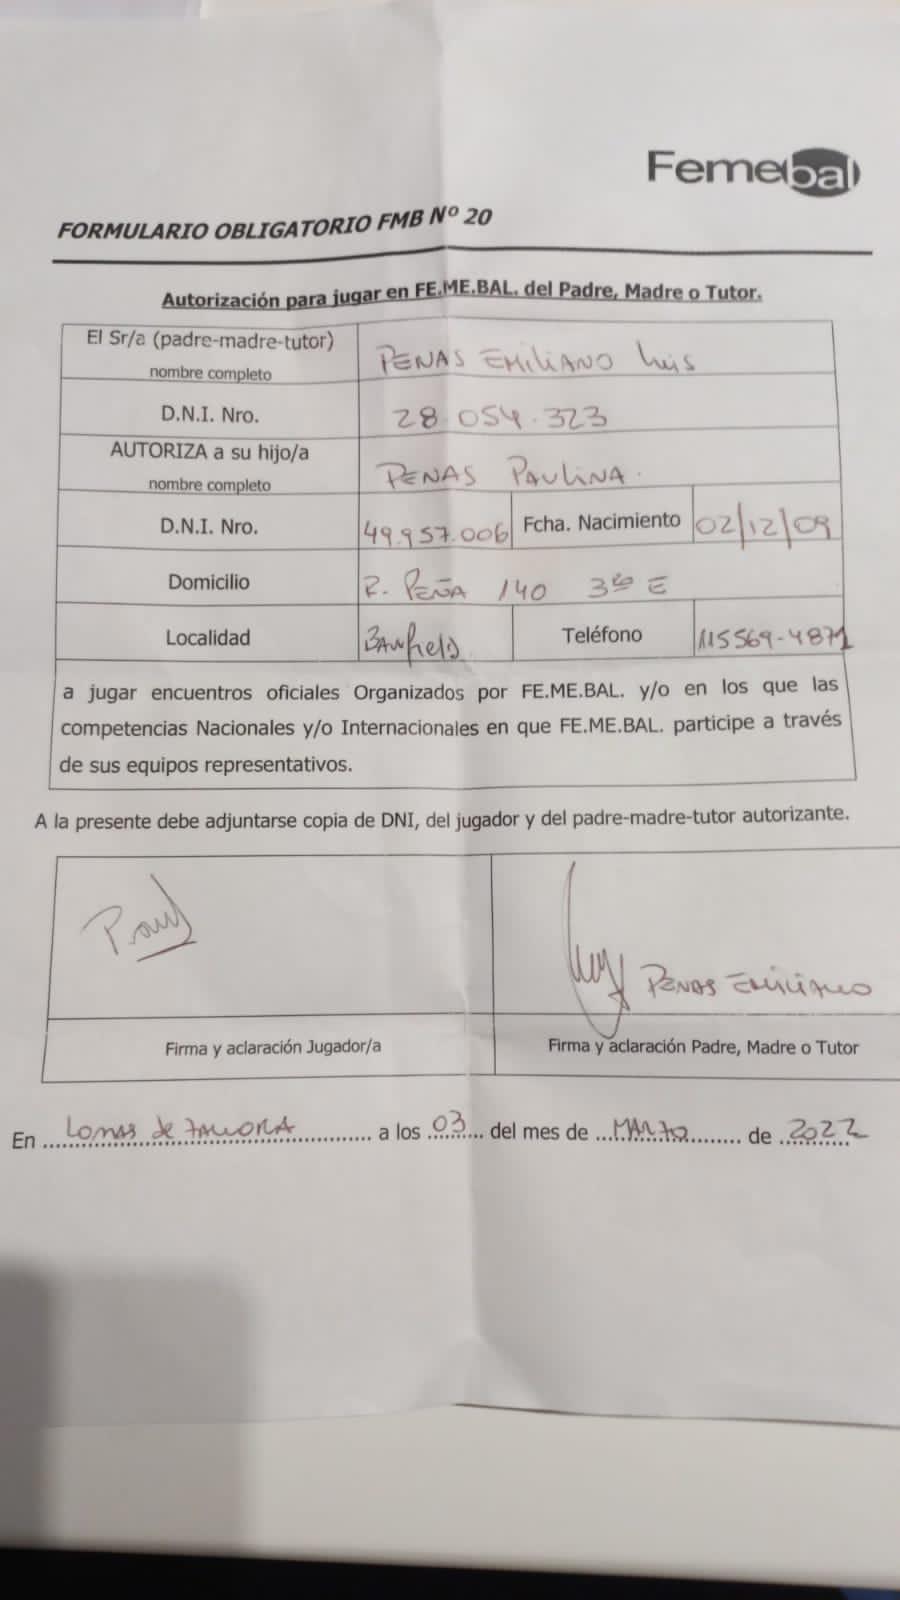 Femebal
FORMULARIO OBLIGATORIO FMB Nº 20
Autorización para jugar en FE.ME.BAL. del Padre, Madre o Tutor.
El Sr/a (padre-madre-tutor) nombre completo PENAS EMILIANO Luis
D.N.I. Nro. 28.054.323
AUTORIZA a su hijo/a nombre completo PENAS PAULINA.
D.N.I. Nro. 49.957.006 Fcha. Nacimiento 02/12/09
Domicilio R. PEÑA 140 3ro E
Localidad Banfield Teléfono 115569-4871
a jugar encuentros oficiales Organizados por FE.ME.BAL. y/o en los que las
competencias Nacionales y/o Internacionales en que FE.ME.BAL. participe a través
de sus equipos representativos.
A la presente debe adjuntarse copia de DNI, del jugador y del padre-madre-tutor autorizante.
PENAS EMILIANO
Firma y aclaración Jugador/a Firma y aclaración Padre, Madre o Tutor
En Lomas de ZAMORA a los 03 del mes de MARZO de 2022